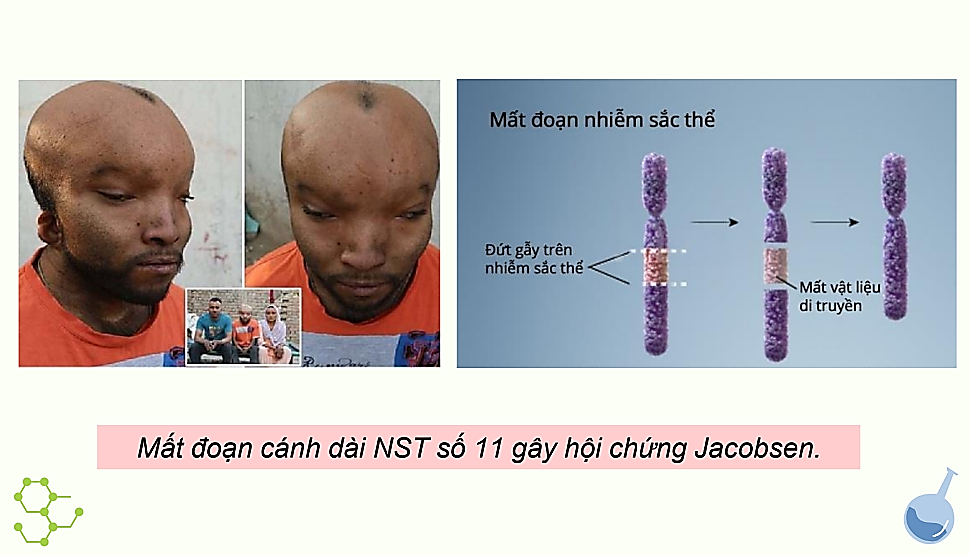 Mất đoạn nhiễm sắc thể
Đứt gẫy trên
nhiễm sắc thể
Mất vật liệu
di truyền
Mất đoạn cánh dài NST số 11 gây hội chứng Jacobsen.